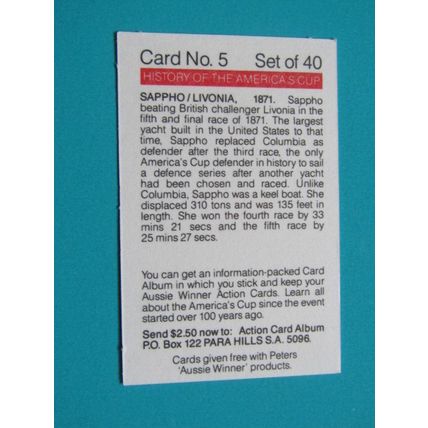 Card No. 5 Set of 40
HISTORY OF THE AMERICA'S CUP
SAPPHO/LIVONIA, 1871. Sappho
beating British challenger Livonia in the
fifth and final race of 1871. The largest
yacht built in the United States to that
time, Sappho replaced Columbia as
defender after the third race, the only
America's Cup defender in history to sail
a defence series after another yacht
had been chosen and raced. Unlike
Columbia, Sappho was a keel boat. She
displaced 310 tons and was 135 feet in
length. She won the fourth race by 33
mins 21 secs and the fifth race by
25 mins 27 secs.
You can get an information-packed Card
Album in which you stick and keep your
Aussie Winner Action Cards. Learn all
about the America's Cup since the event
started over 100 years ago.
Send $2.50 now to: Action Card Album
P.O. Box 122 PARA HILLS S.A. 5096.
Cards given free with Peters
'Aussie Winner' products.